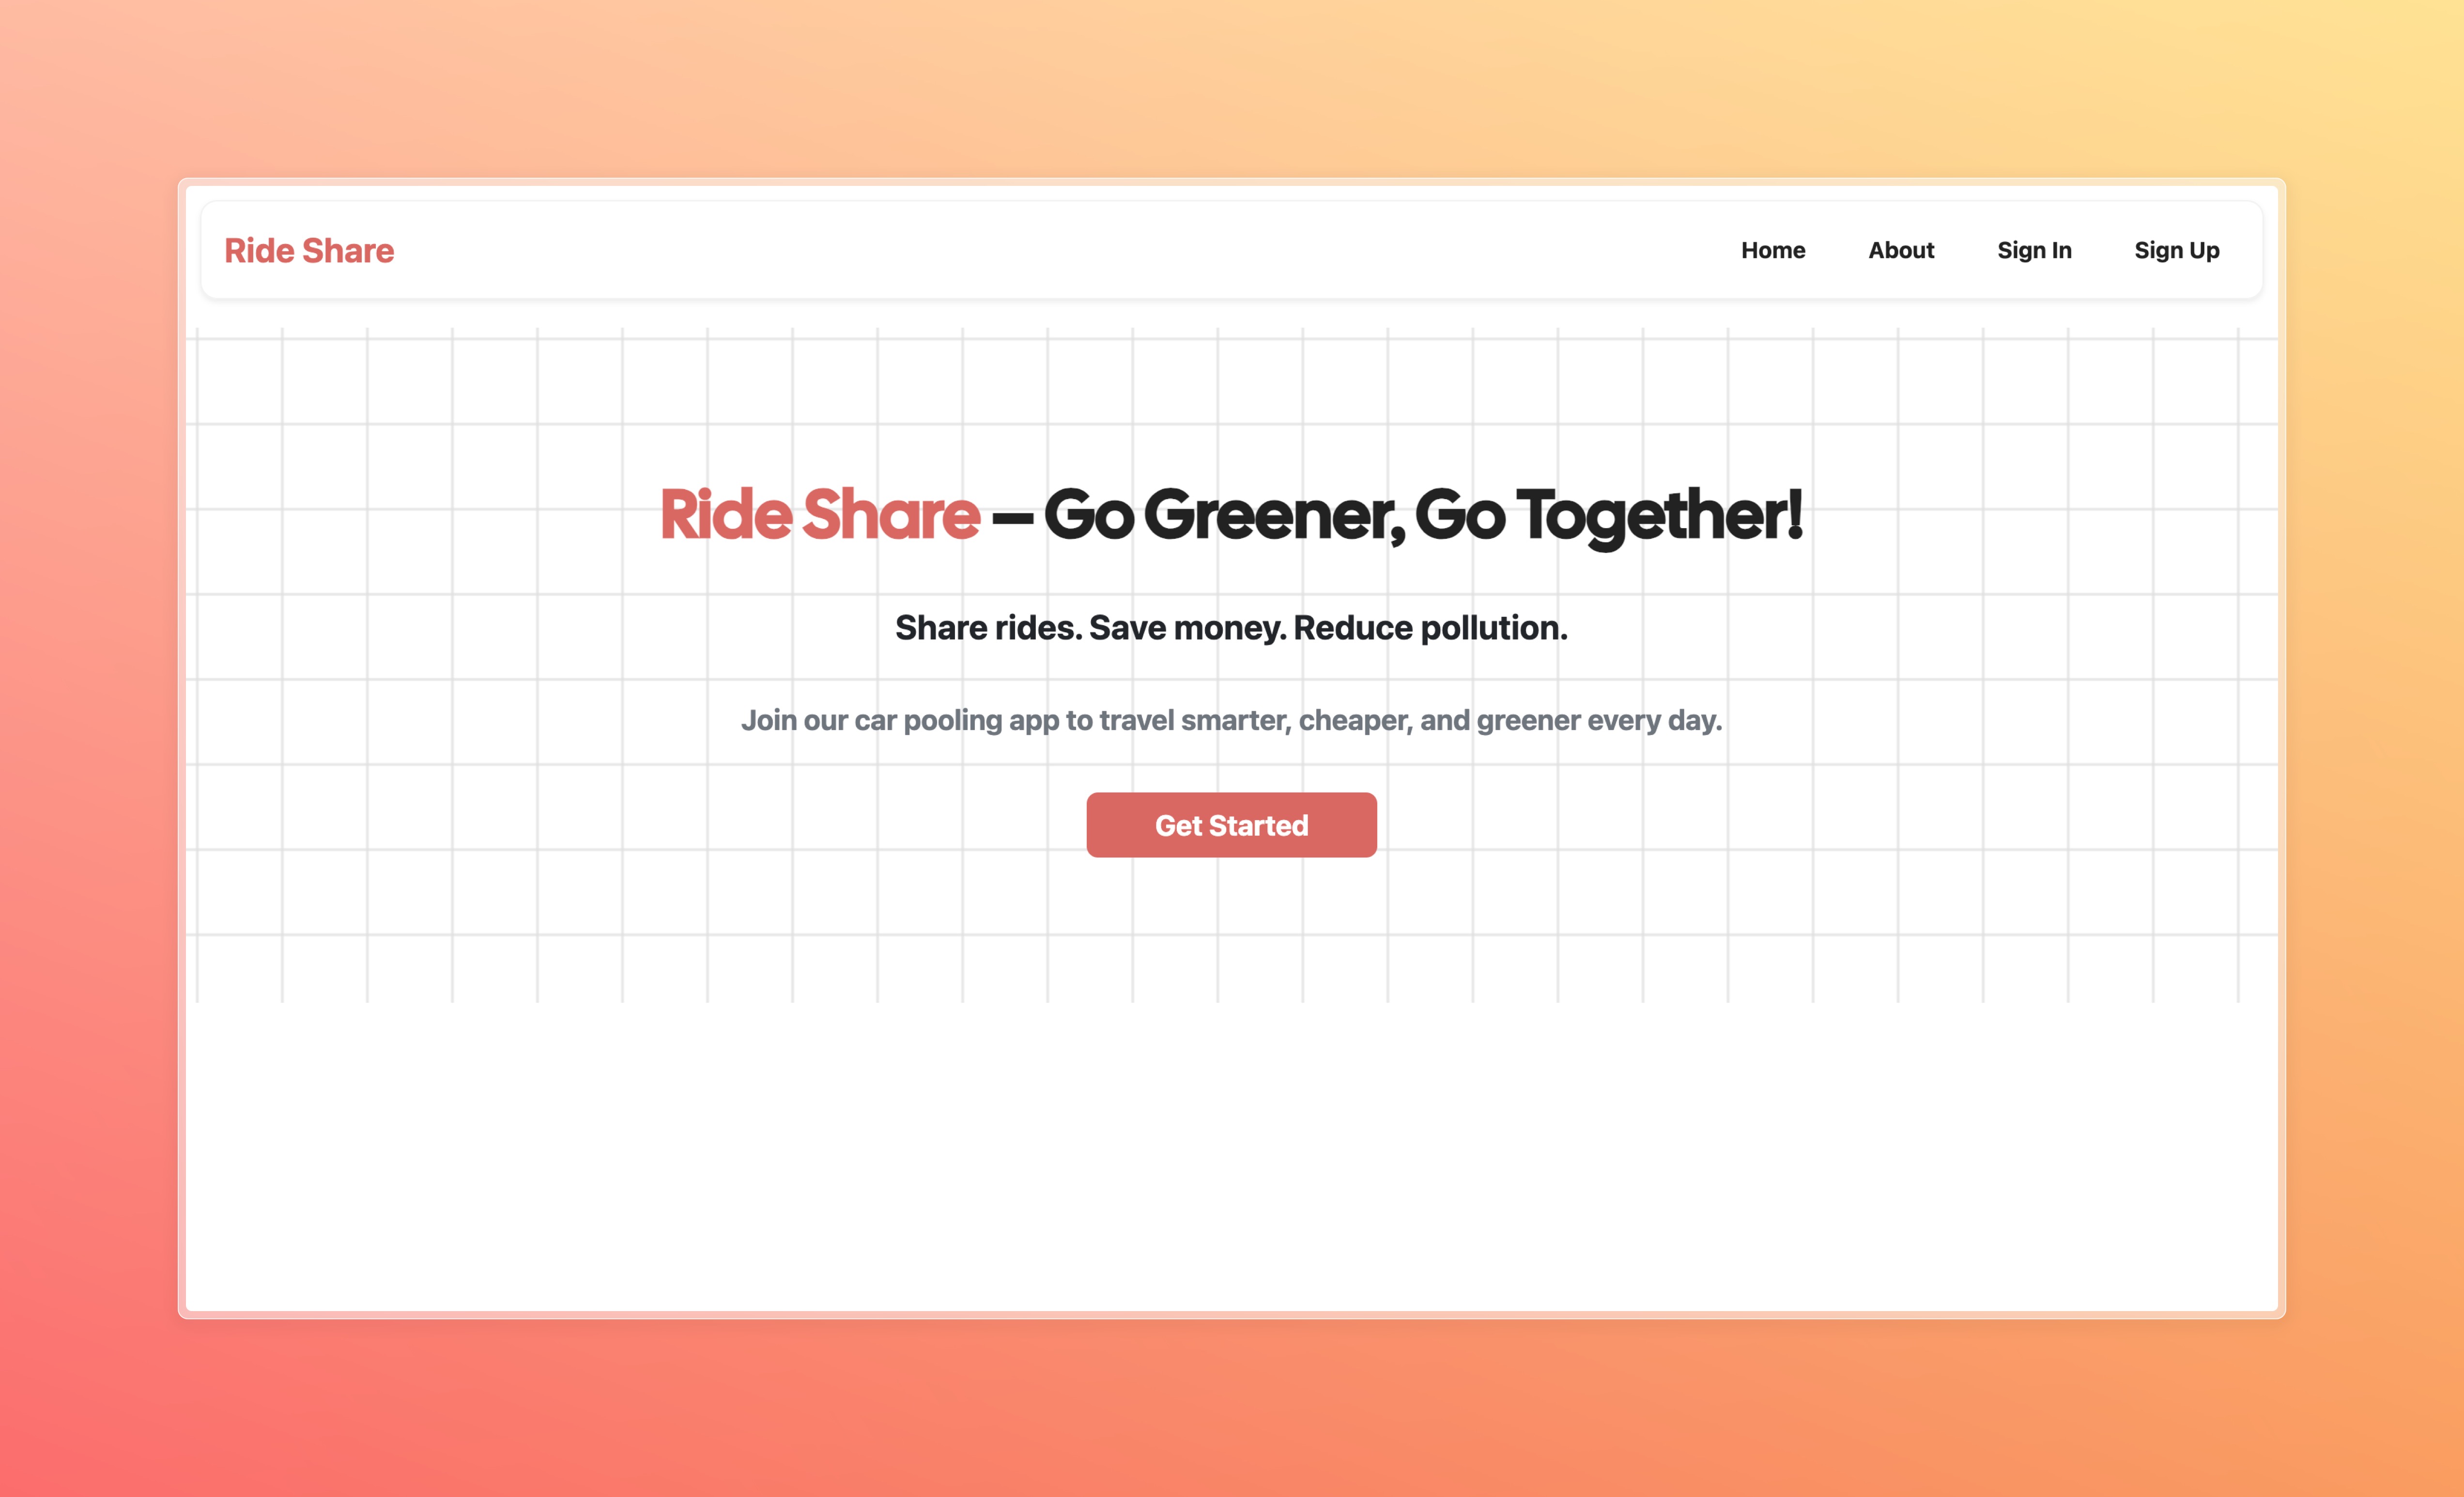 Ride Share
Home About Sign In Sign Up
Ride Share – Go Greener, Go Together!
Share rides. Save money. Reduce pollution.
Join our car pooling app to travel smarter, cheaper, and greener every day.
Get Started